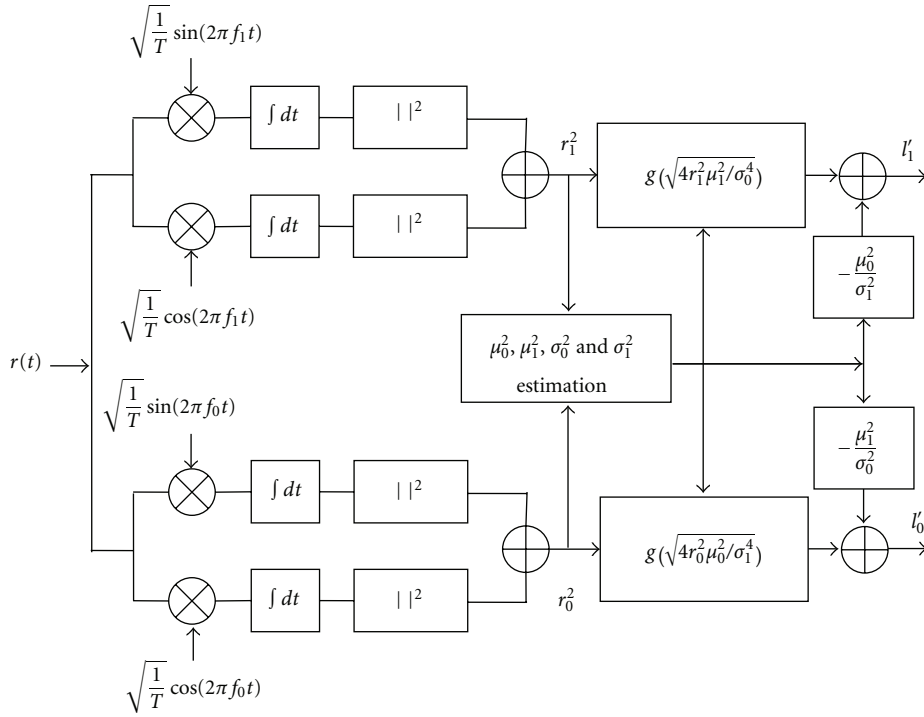 √(1/T) sin(2πf₁t)
∫ dt
| |²
r₁²
g(√(4r₁²μ₁²/σ₀⁴))
l′₁
∫ dt
| |²
√(1/T) cos(2πf₁t)
−μ₀²/σ₁²
r(t)
μ₀², μ₁², σ₀² and σ₁²
estimation
√(1/T) sin(2πf₀t)
−μ₁²/σ₀²
∫ dt
| |²
g(√(4r₀²μ₀²/σ₁⁴))
l′₀
∫ dt
| |²
r₀²
√(1/T) cos(2πf₀t)